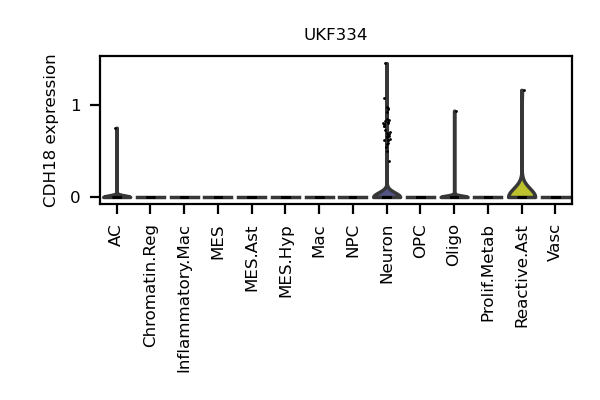 UKF334
CDH18 expression
1
0
AC
Chromatin.Reg
Inflammatory.Mac
MES
MES.Ast
MES.Hyp
Mac
NPC
Neuron
OPC
Oligo
Prolif.Metab
Reactive.Ast
Vasc